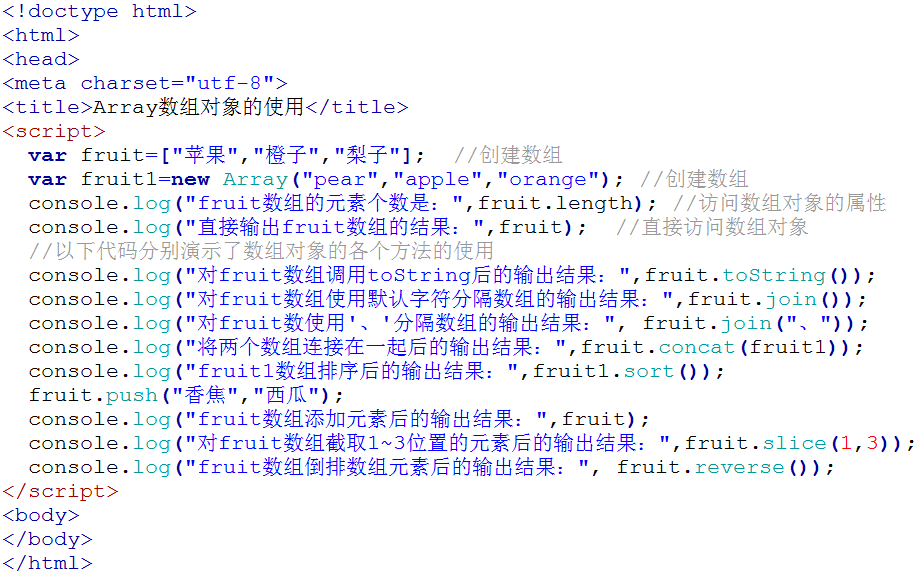 <!doctype html>
<html>
<head>
<meta charset="utf-8">
<title>Array数组对象的使用</title>
<script>
  var fruit=["苹果","橙子","梨子"];  //创建数组
  var fruit1=new Array("pear","apple","orange"); //创建数组
  console.log("fruit数组的元素个数是：",fruit.length); //访问数组对象的属性
  console.log("直接输出fruit数组的结果：",fruit);  //直接访问数组对象
  //以下代码分别演示了数组对象的各个方法的使用
  console.log("对fruit数组调用toString后的输出结果：",fruit.toString());
  console.log("对fruit数组使用默认字符分隔数组的输出结果：",fruit.join());
  console.log("对fruit数使用'、'分隔数组的输出结果：", fruit.join("、"));
  console.log("将两个数组连接在一起后的输出结果：",fruit.concat(fruit1));
  console.log("fruit1数组排序后的输出结果：",fruit1.sort());
  fruit.push("香焦","西瓜");
  console.log("fruit数组添加元素后的输出结果：",fruit);
  console.log("对fruit数组截取1~3位置的元素后的输出结果：",fruit.slice(1,3));
  console.log("fruit数组倒排数组元素后的输出结果：", fruit.reverse());
</script>
<body>
</body>
</html>